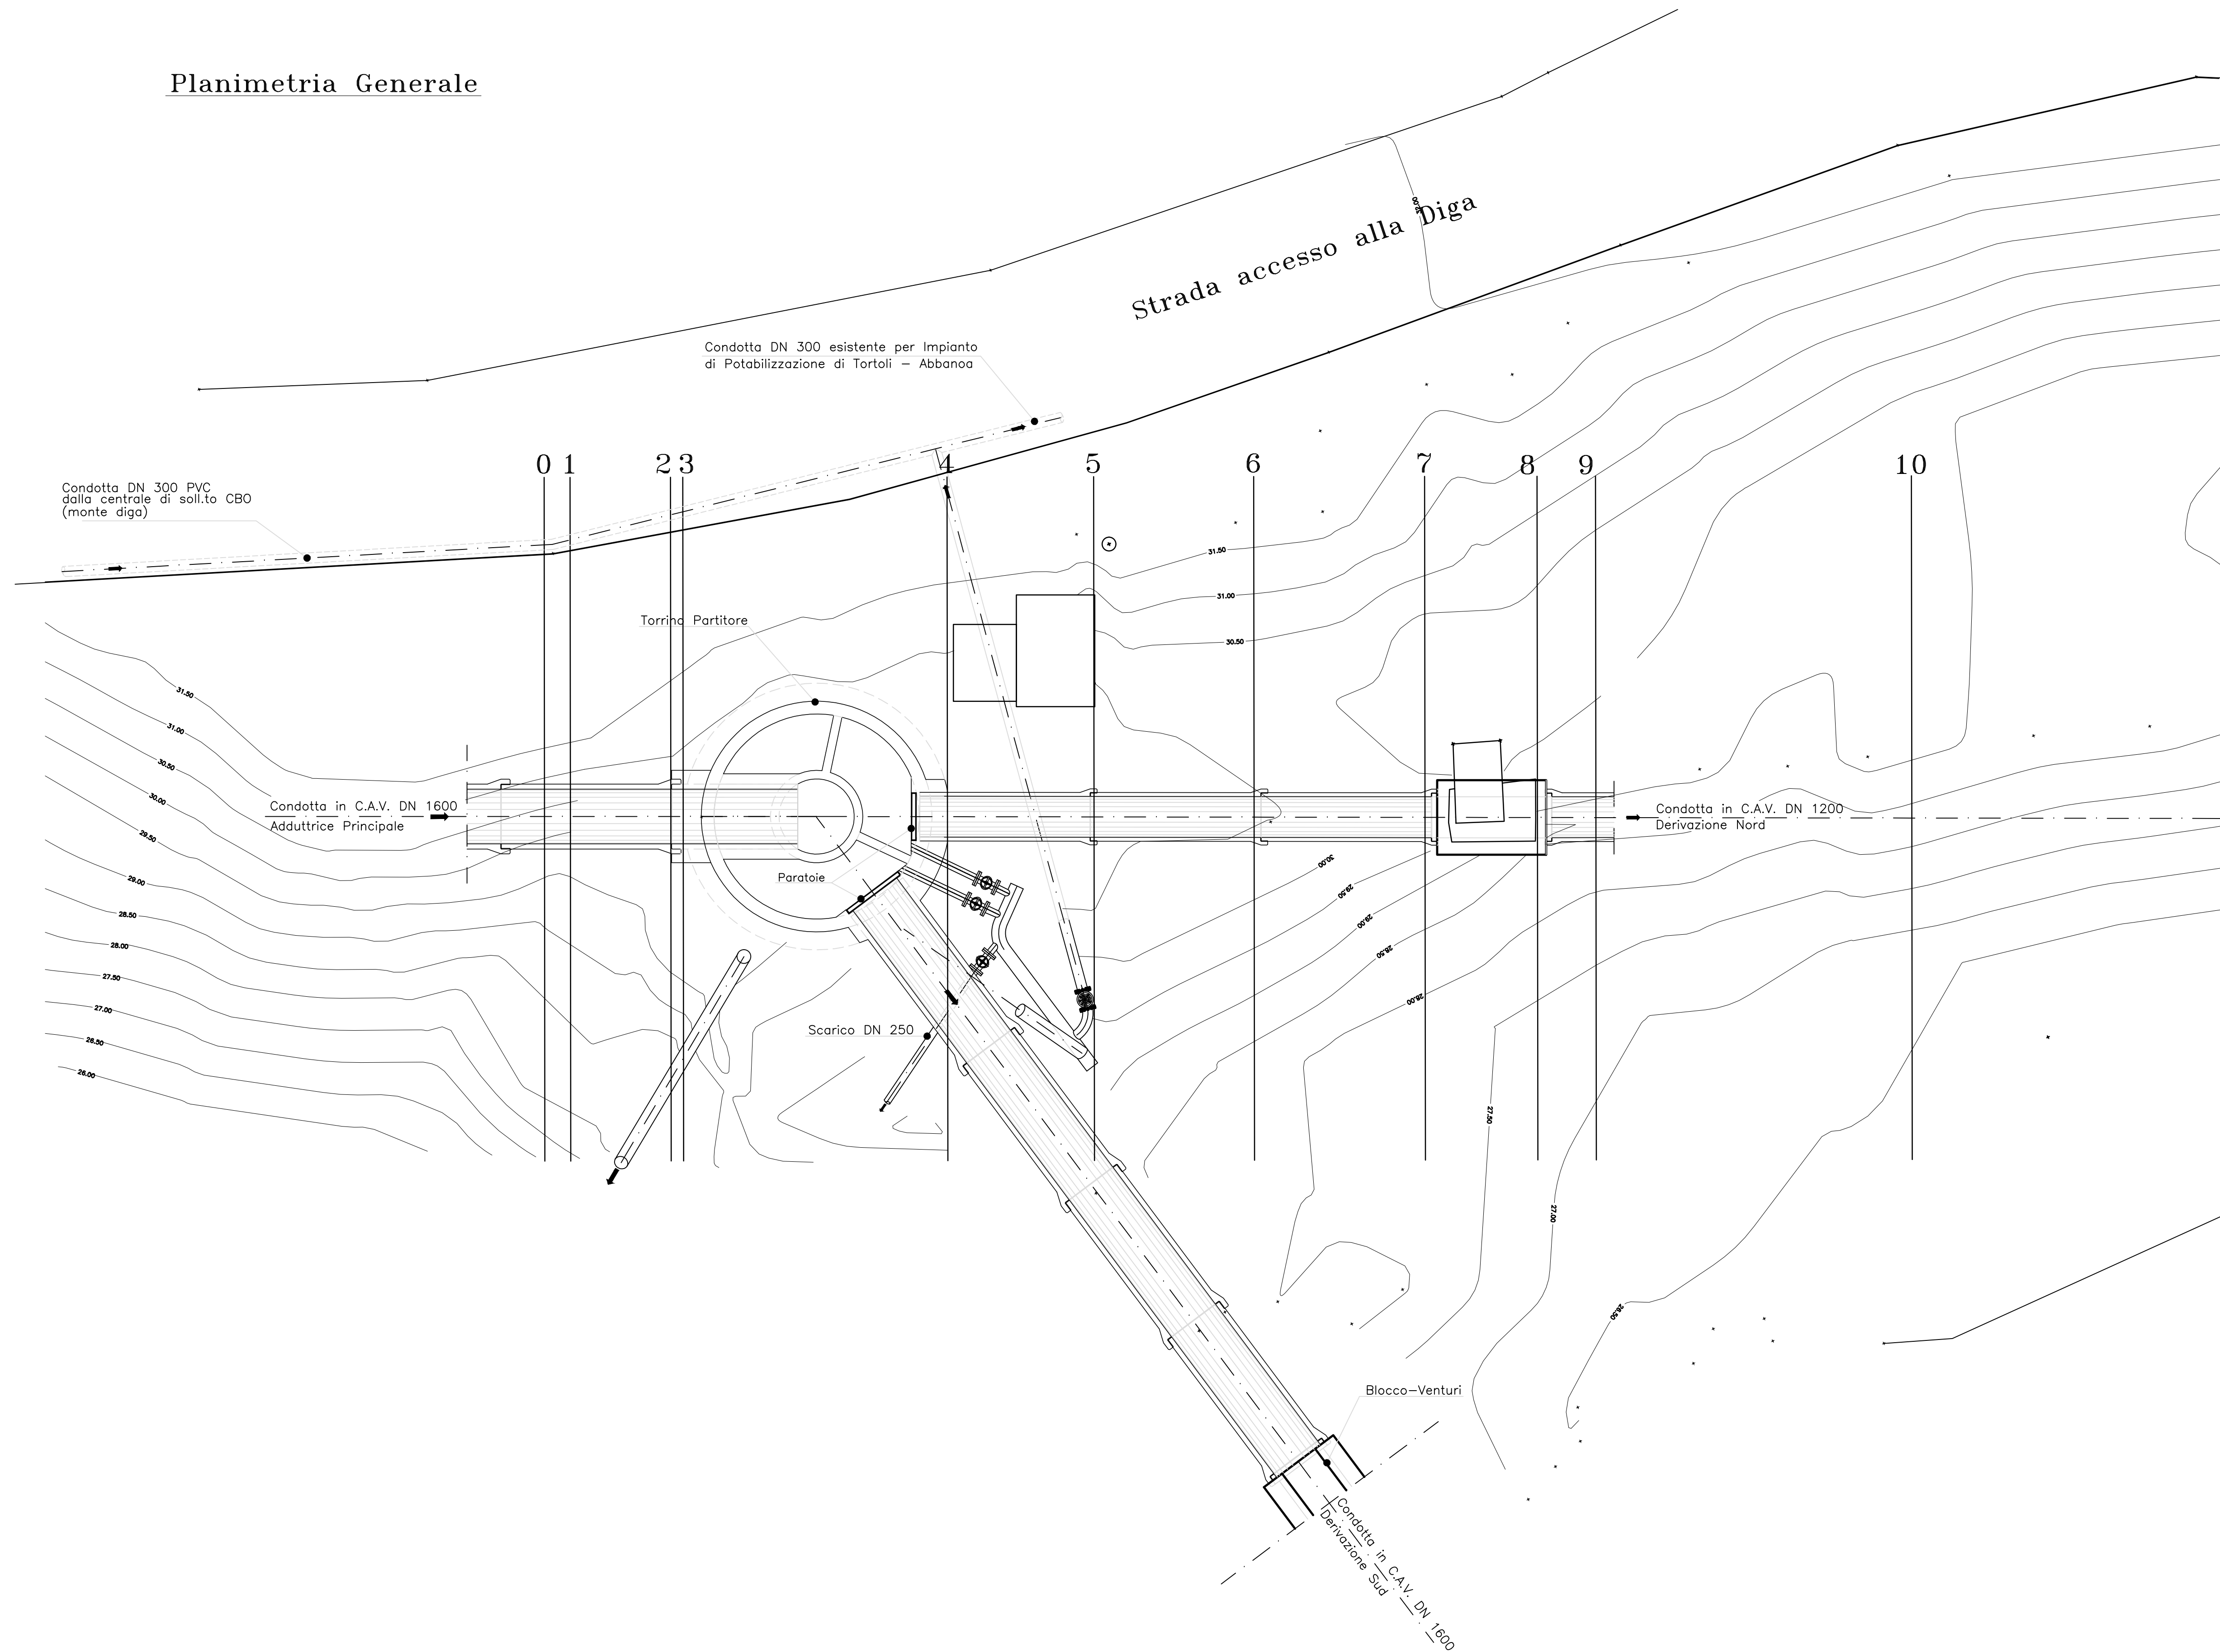 Planimetria Generale
32.00
Strada accesso alla Diga
Condotta DN 300 esistente per Impianto
di Potabilizzazione di Tortoli - Abbanoa
0 1 2 3 4 5 6 7 8 9 10
Condotta DN 300 PVC
dalla centrale di soll.to CBO
(monte diga)
31.50
31.00
30.50
Torrino Partitore
31.50
31.00
30.50
30.00
29.50
29.00
28.50
28.00
27.50
27.00
26.50
26.00
Condotta in C.A.V. DN 1600
Adduttrice Principale
Condotta in C.A.V. DN 1200
Derivazione Nord
Paratoie
30.00
29.50
29.00
28.50
28.00
Scarico DN 250
27.50
27.00
26.50
Blocco-Venturi
Condotta in C.A.V. DN 1600
Derivazione Sud